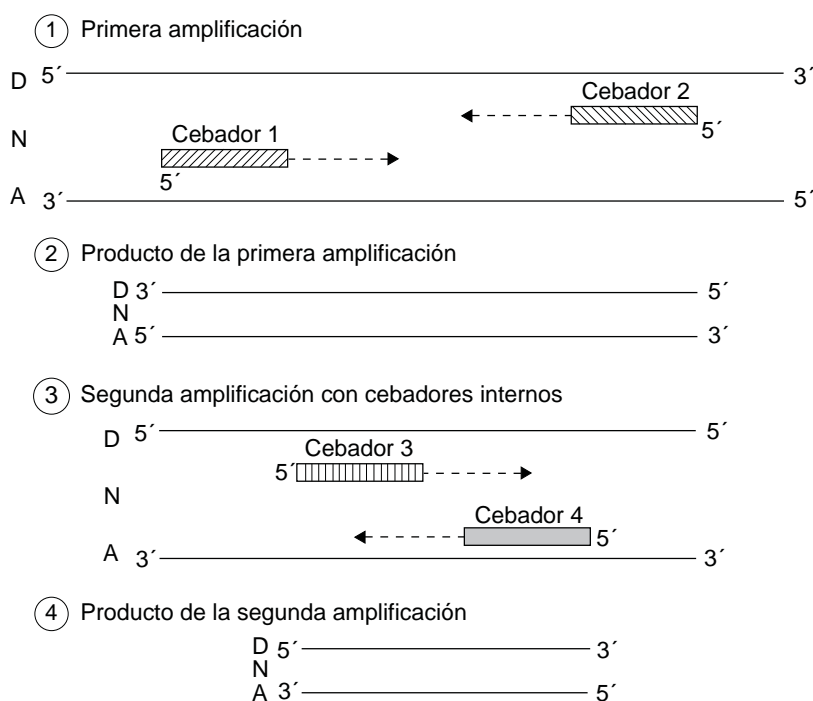 1 Primera amplificación
D 5´ 3´
Cebador 2
5´
N Cebador 1
5´
A 3´ 5´
2 Producto de la primera amplificación
D 3´ 5´
N
A 5´ 3´
3 Segunda amplificación con cebadores internos
D 5´ 5´
Cebador 3
5´
N
Cebador 4
5´
A 3´ 3´
4 Producto de la segunda amplificación
D 5´ 3´
N
A 3´ 5´